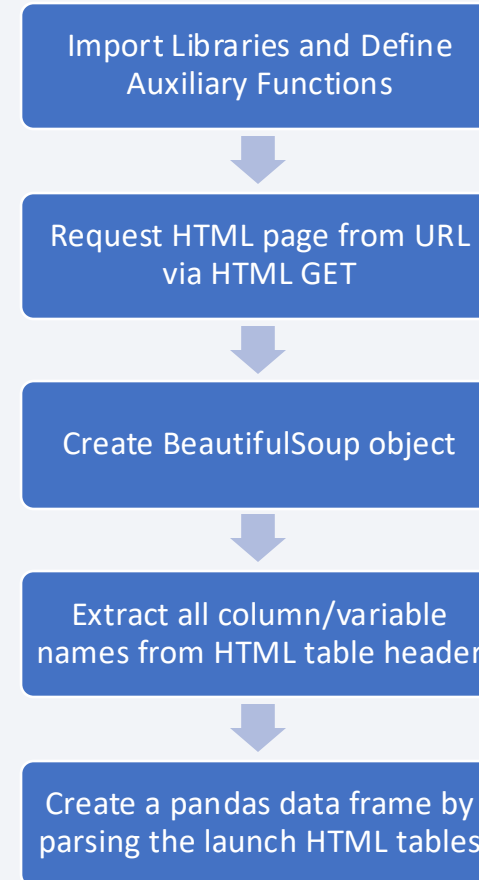 Import Libraries and Define
Auxiliary Functions
Request HTML page from URL
via HTML GET
Create BeautifulSoup object
Extract all column/variable
names from HTML table header
Create a pandas data frame by
parsing the launch HTML tables